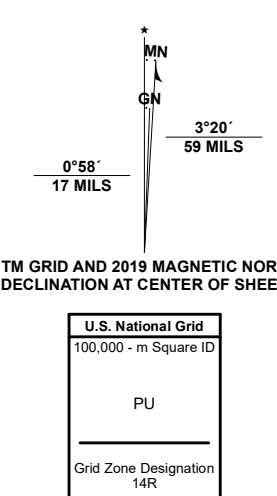 ★
MN
GN
3°20´
59 MILS
0°58´
17 MILS
TM GRID AND 2019 MAGNETIC NOR
DECLINATION AT CENTER OF SHEE
U.S. National Grid
100,000 - m Square ID
PU
Grid Zone Designation
14R